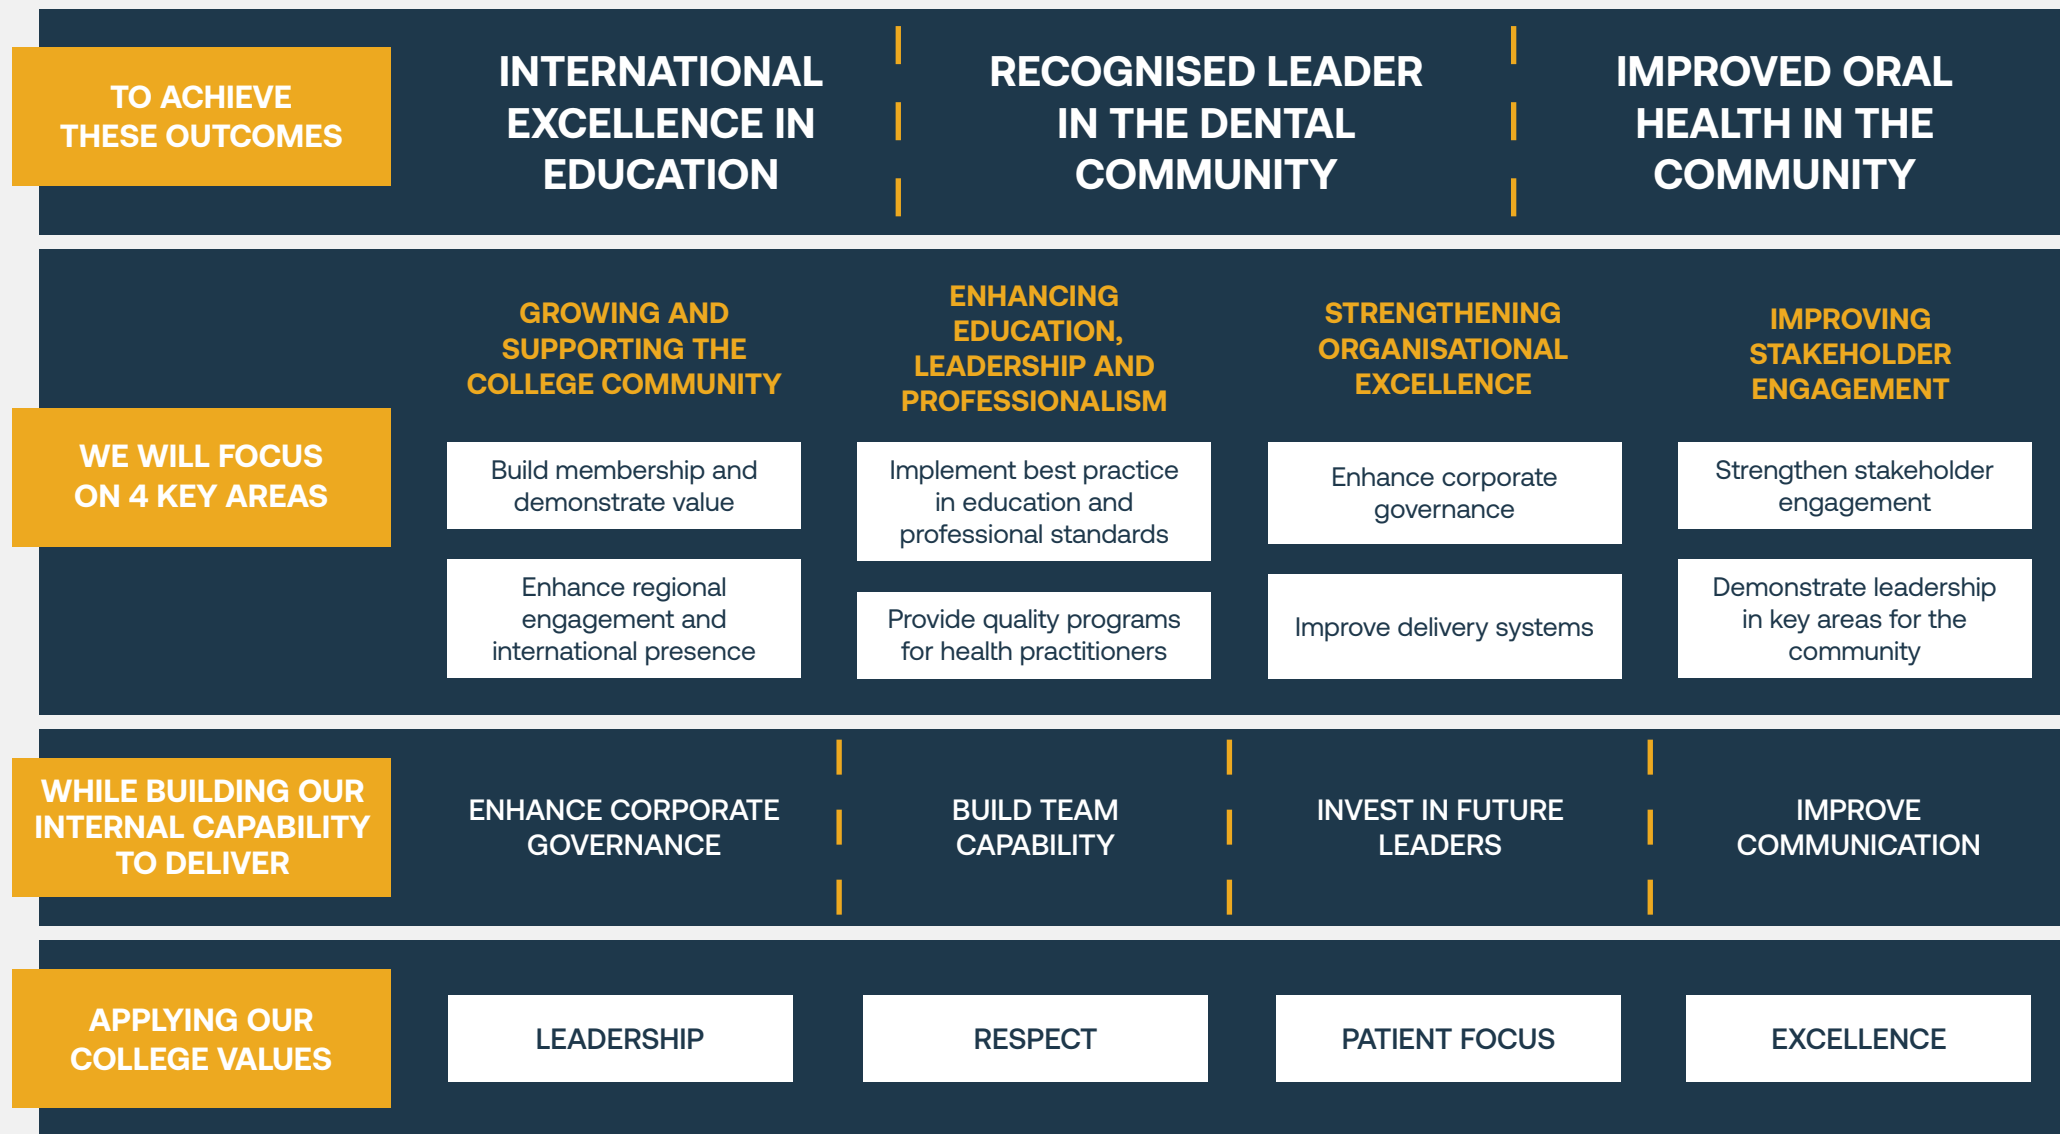 TO ACHIEVE
THESE OUTCOMES
INTERNATIONAL
EXCELLENCE IN
EDUCATION
RECOGNISED LEADER
IN THE DENTAL
COMMUNITY
IMPROVED ORAL
HEALTH IN THE
COMMUNITY
WE WILL FOCUS
ON 4 KEY AREAS
GROWING AND
SUPPORTING THE
COLLEGE COMMUNITY
Build membership and
demonstrate value
Enhance regional
engagement and
international presence
ENHANCING
EDUCATION,
LEADERSHIP AND
PROFESSIONALISM
Implement best practice
in education and
professional standards
Provide quality programs
for health practitioners
STRENGTHENING
ORGANISATIONAL
EXCELLENCE
Enhance corporate
governance
Improve delivery systems
IMPROVING
STAKEHOLDER
ENGAGEMENT
Strengthen stakeholder
engagement
Demonstrate leadership
in key areas for the
community
WHILE BUILDING OUR
INTERNAL CAPABILITY
TO DELIVER
ENHANCE CORPORATE
GOVERNANCE
BUILD TEAM
CAPABILITY
INVEST IN FUTURE
LEADERS
IMPROVE
COMMUNICATION
APPLYING OUR
COLLEGE VALUES
LEADERSHIP
RESPECT
PATIENT FOCUS
EXCELLENCE